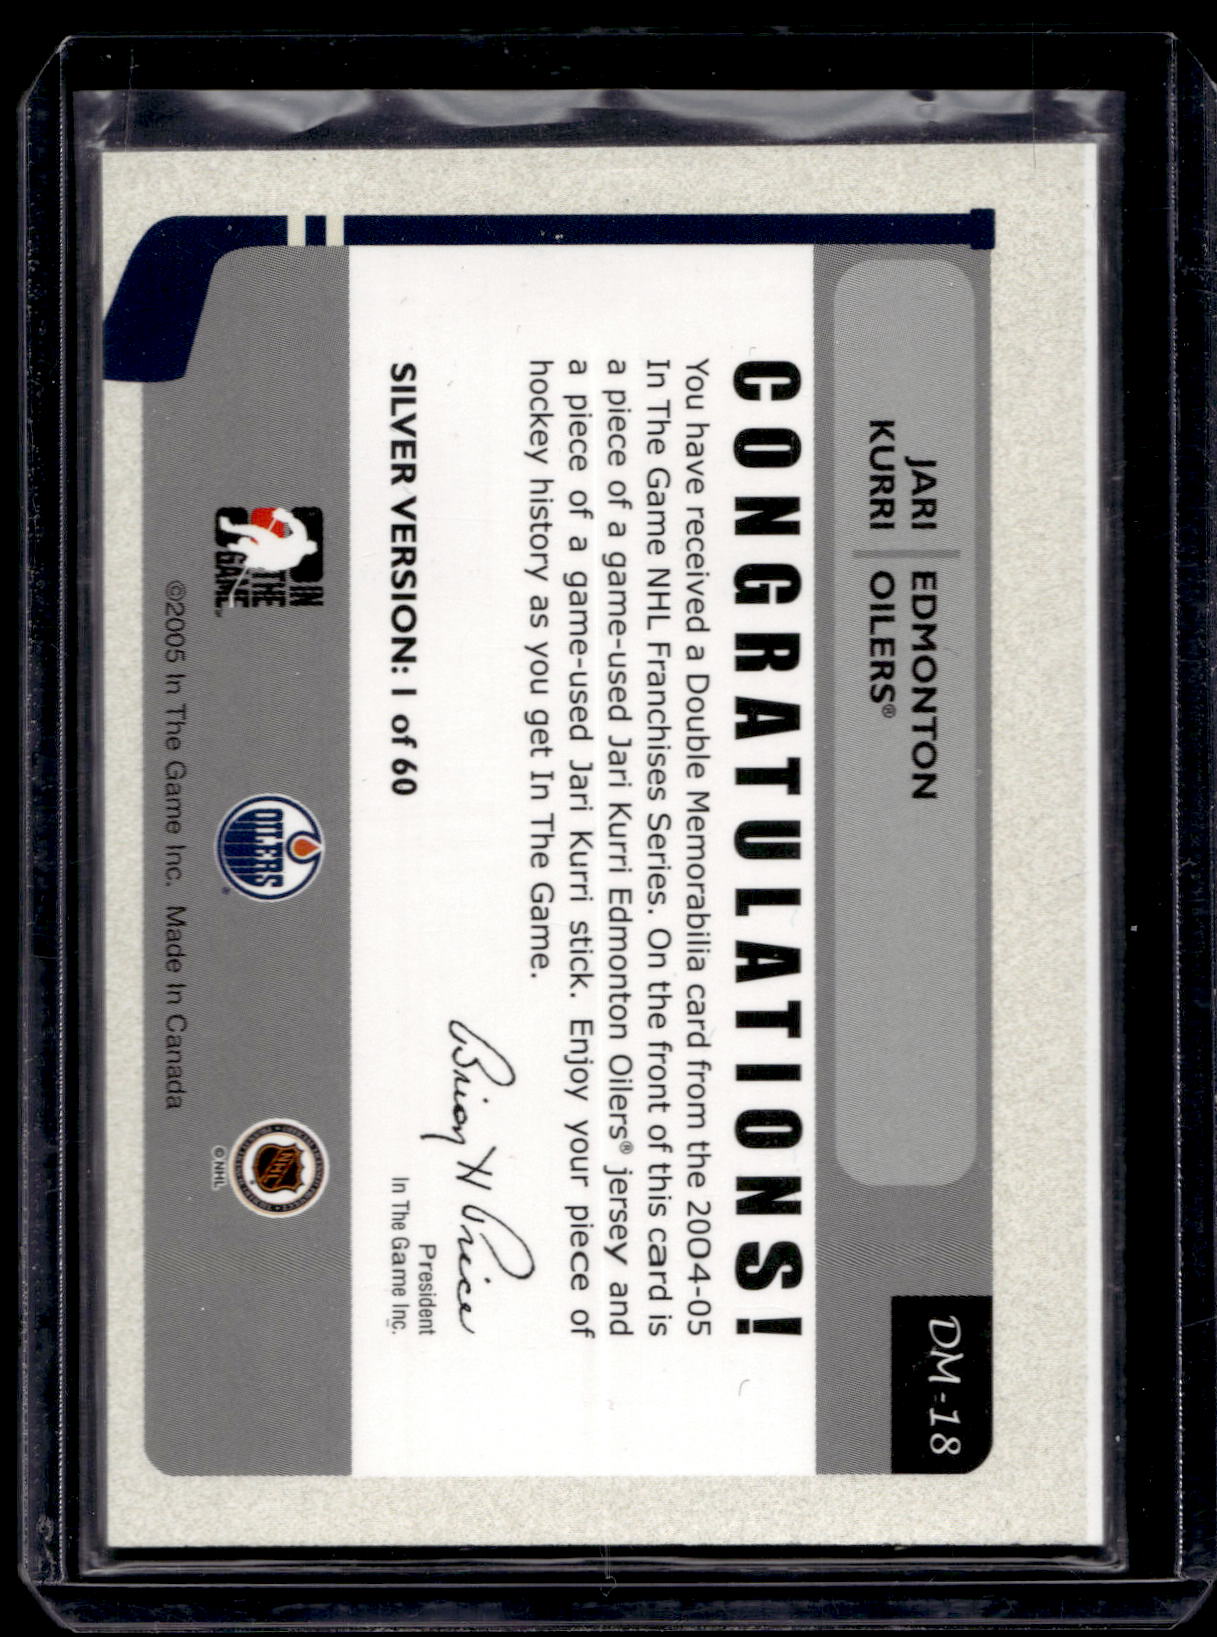 JARI KURRI
EDMONTON OILERS®
DM-18
CONGRATULATIONS!
You have received a Double Memorabilia card from the 2004-05
In The Game NHL Franchises Series. On the front of this card is
a piece of a game-used Jari Kurri Edmonton Oilers® jersey and
a piece of a game-used Jari Kurri stick. Enjoy your piece of
hockey history as you get In The Game.
Brian H Price
SILVER VERSION: 1 of 60
President
In The Game Inc.
IN
THE
GAME
OILERS
®
NHL
© NHL
©2005 In The Game Inc. Made In Canada